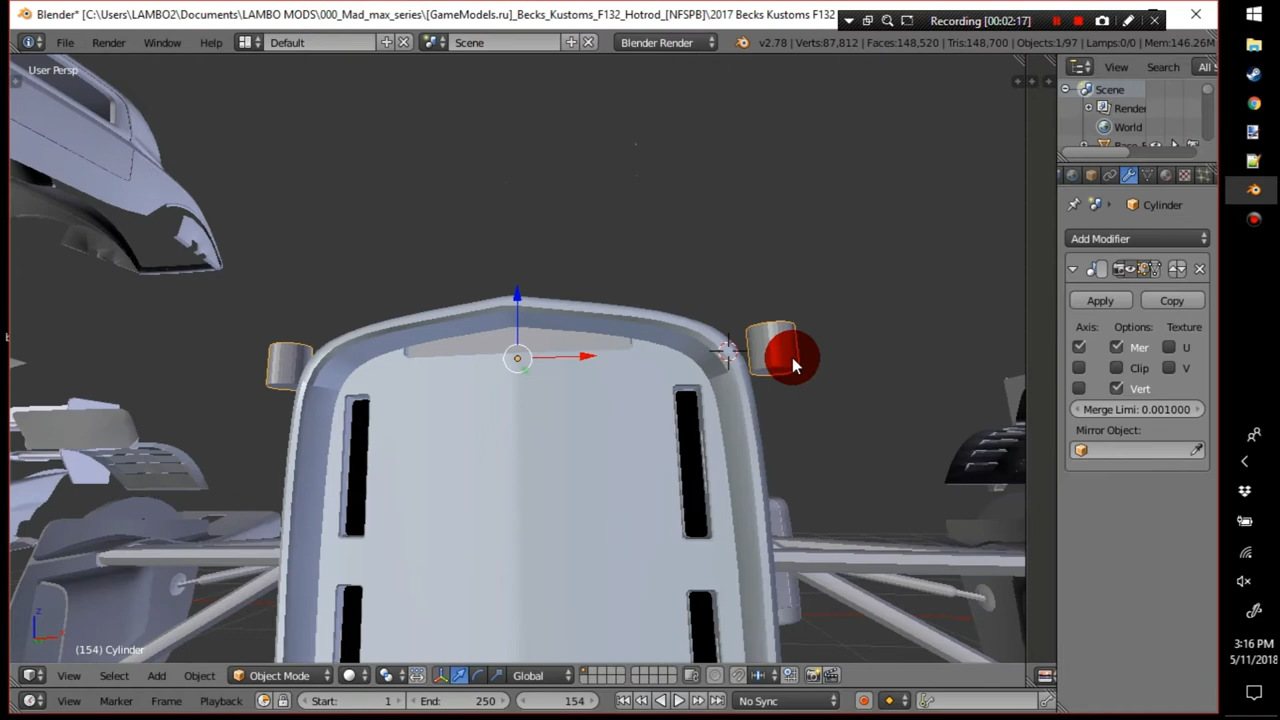 Blender* [C:\Users\LAMBO2\Documents\LAMBO MODS\000_Mad_max_series\[GameModels.ru]_Becks_Kustoms_F132_Hotrod_[NFSPB]\2017 Becks Kustoms F132
Recording [00:02:17]
File Render Window Help Default Scene Blender Render v2.78 | Verts:87,812 | Faces:148,520 | Tris:148,700 | Objects:1/97 | Lamps:0/0 | Mem:146.26M
User Persp
View Search All S
Scene
Render
World
Cylinder
Add Modifier
Apply Copy
Axis: Options: Texture
Mer U
Clip V
Vert
Merge Limi: 0.001000
Mirror Object:
(154) Cylinder
View Select Add Object Object Mode Global
View Marker Frame Playback Start: 1 End: 250 154 No Sync
3:16 PM
5/11/2018